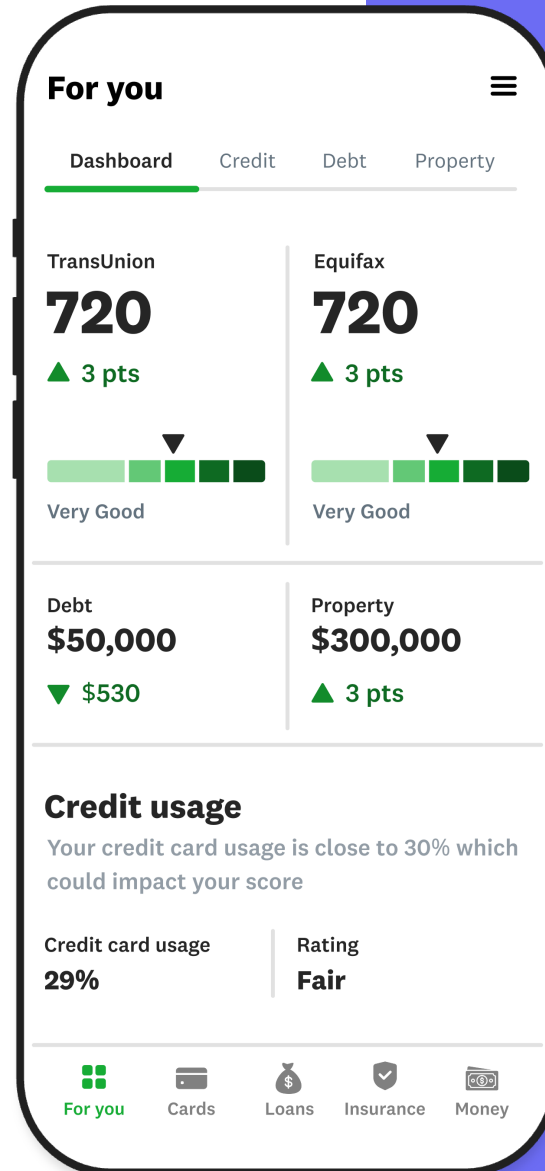 For you
Dashboard Credit Debt Property
TransUnion Equifax
720 720
3 pts 3 pts
Very Good Very Good
Debt Property
$50,000 $300,000
$530 3 pts
Credit usage
Your credit card usage is close to 30% which
could impact your score
Credit card usage Rating
29% Fair
$ $
For you Cards Loans Insurance Money